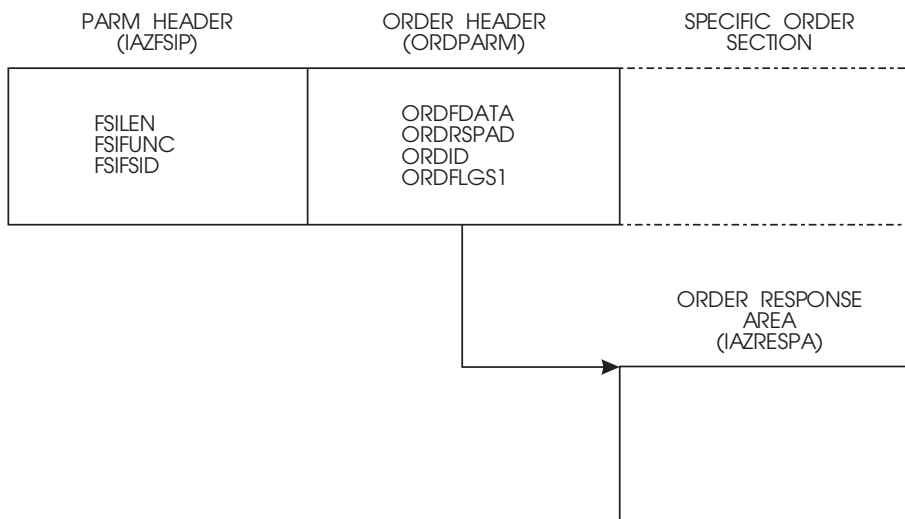 PARM HEADER
(IAZFSIP)
ORDER HEADER
(ORDPARM)
SPECIFIC ORDER
SECTION
FSILEN
FSIFUNC
FSIFSID
ORDFDATA
ORDRSPAD
ORDID
ORDFLGS1
ORDER RESPONSE
AREA
(IAZRESPA)